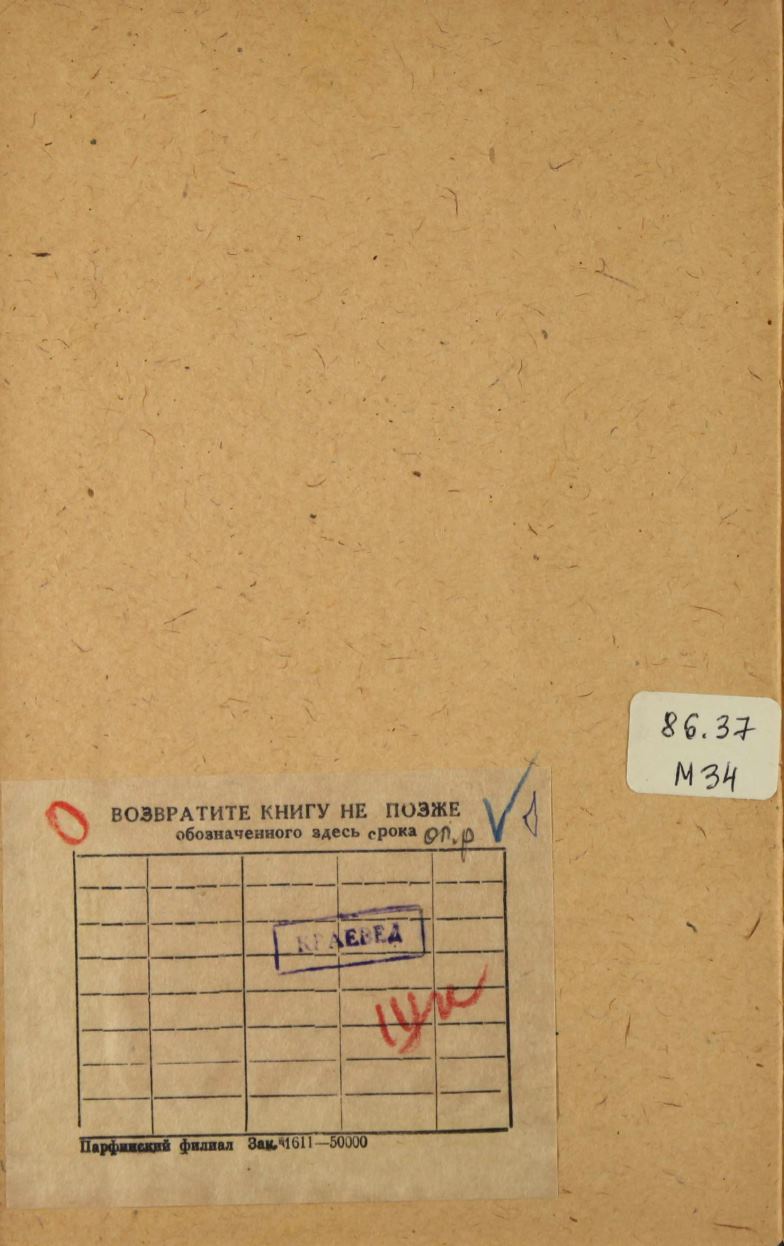 86.37
М34
ВОЗВРАТИТЕ КНИГУ НЕ ПОЗЖЕ
обозначенного здесь срока
КРАЕВЕД
Парфинский филиал Зак. 1611—50000